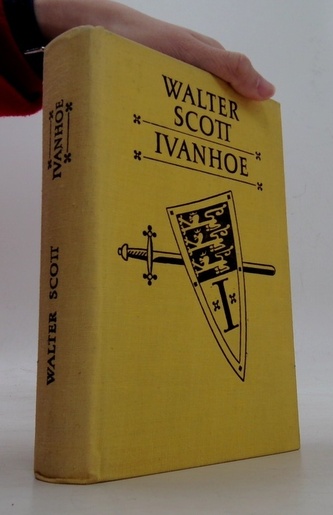 WALTER
SCOTT
IVANHOE
I
WALTER SCOTT
IVANHOE